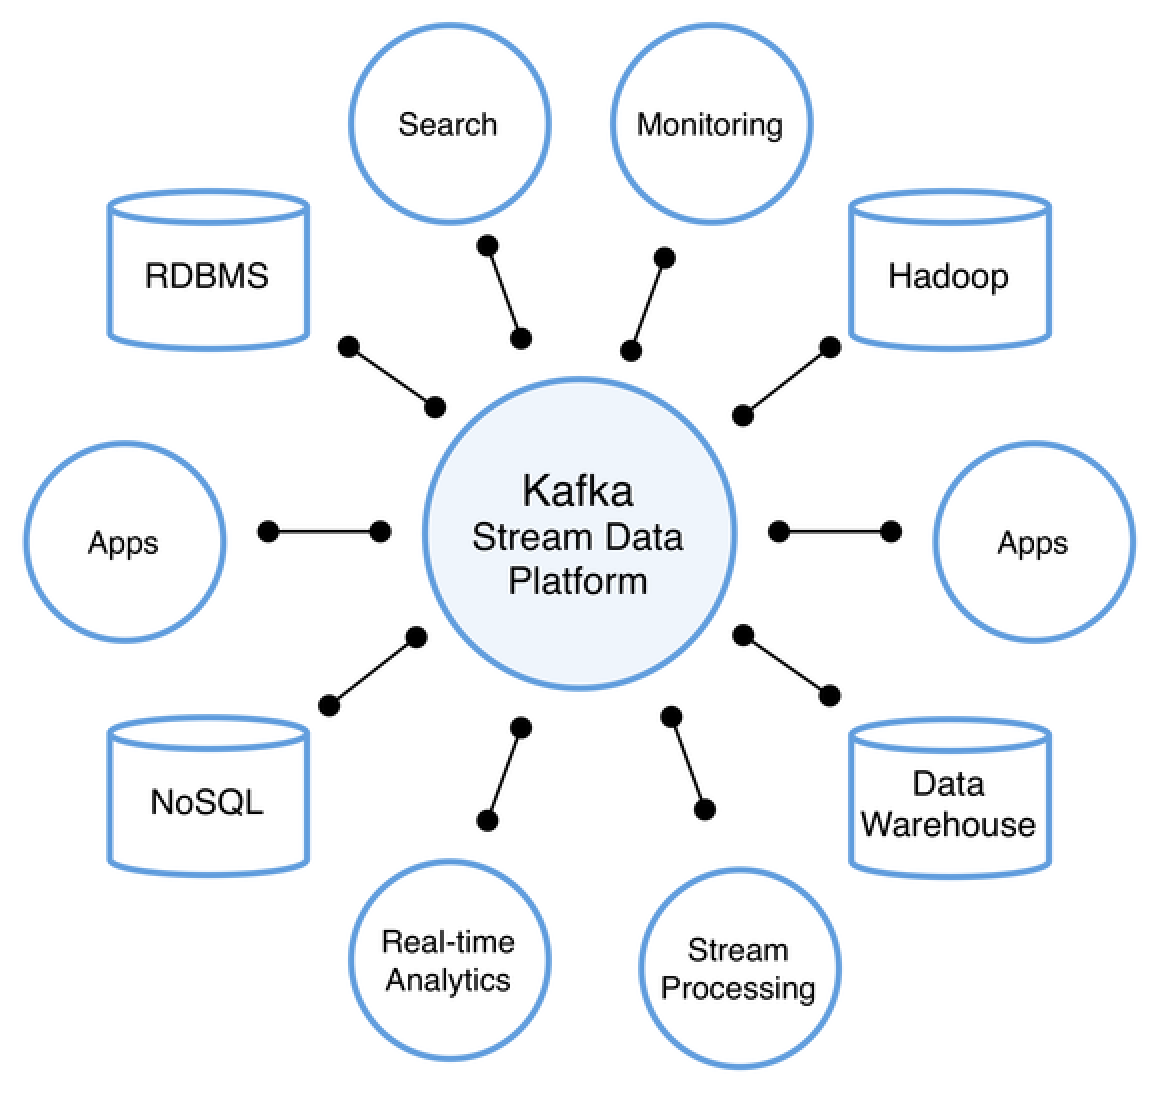 Search
Monitoring
RDBMS
Hadoop
Kafka
Stream Data
Platform
Apps
Apps
NoSQL
Data
Warehouse
Real-time
Analytics
Stream
Processing